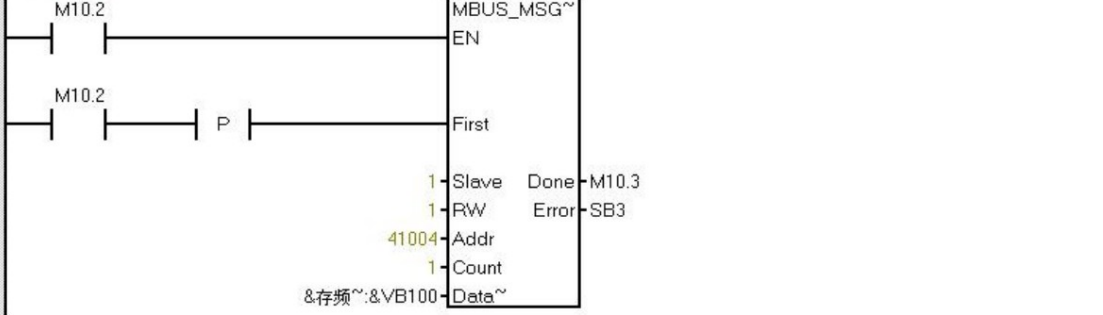 M10.2 MBUS_MSG~
EN
M10.2
P First
1 Slave Done M10.3
1 RW Error SB3
41004 Addr
1 Count
&存频~:&VB100 Data~